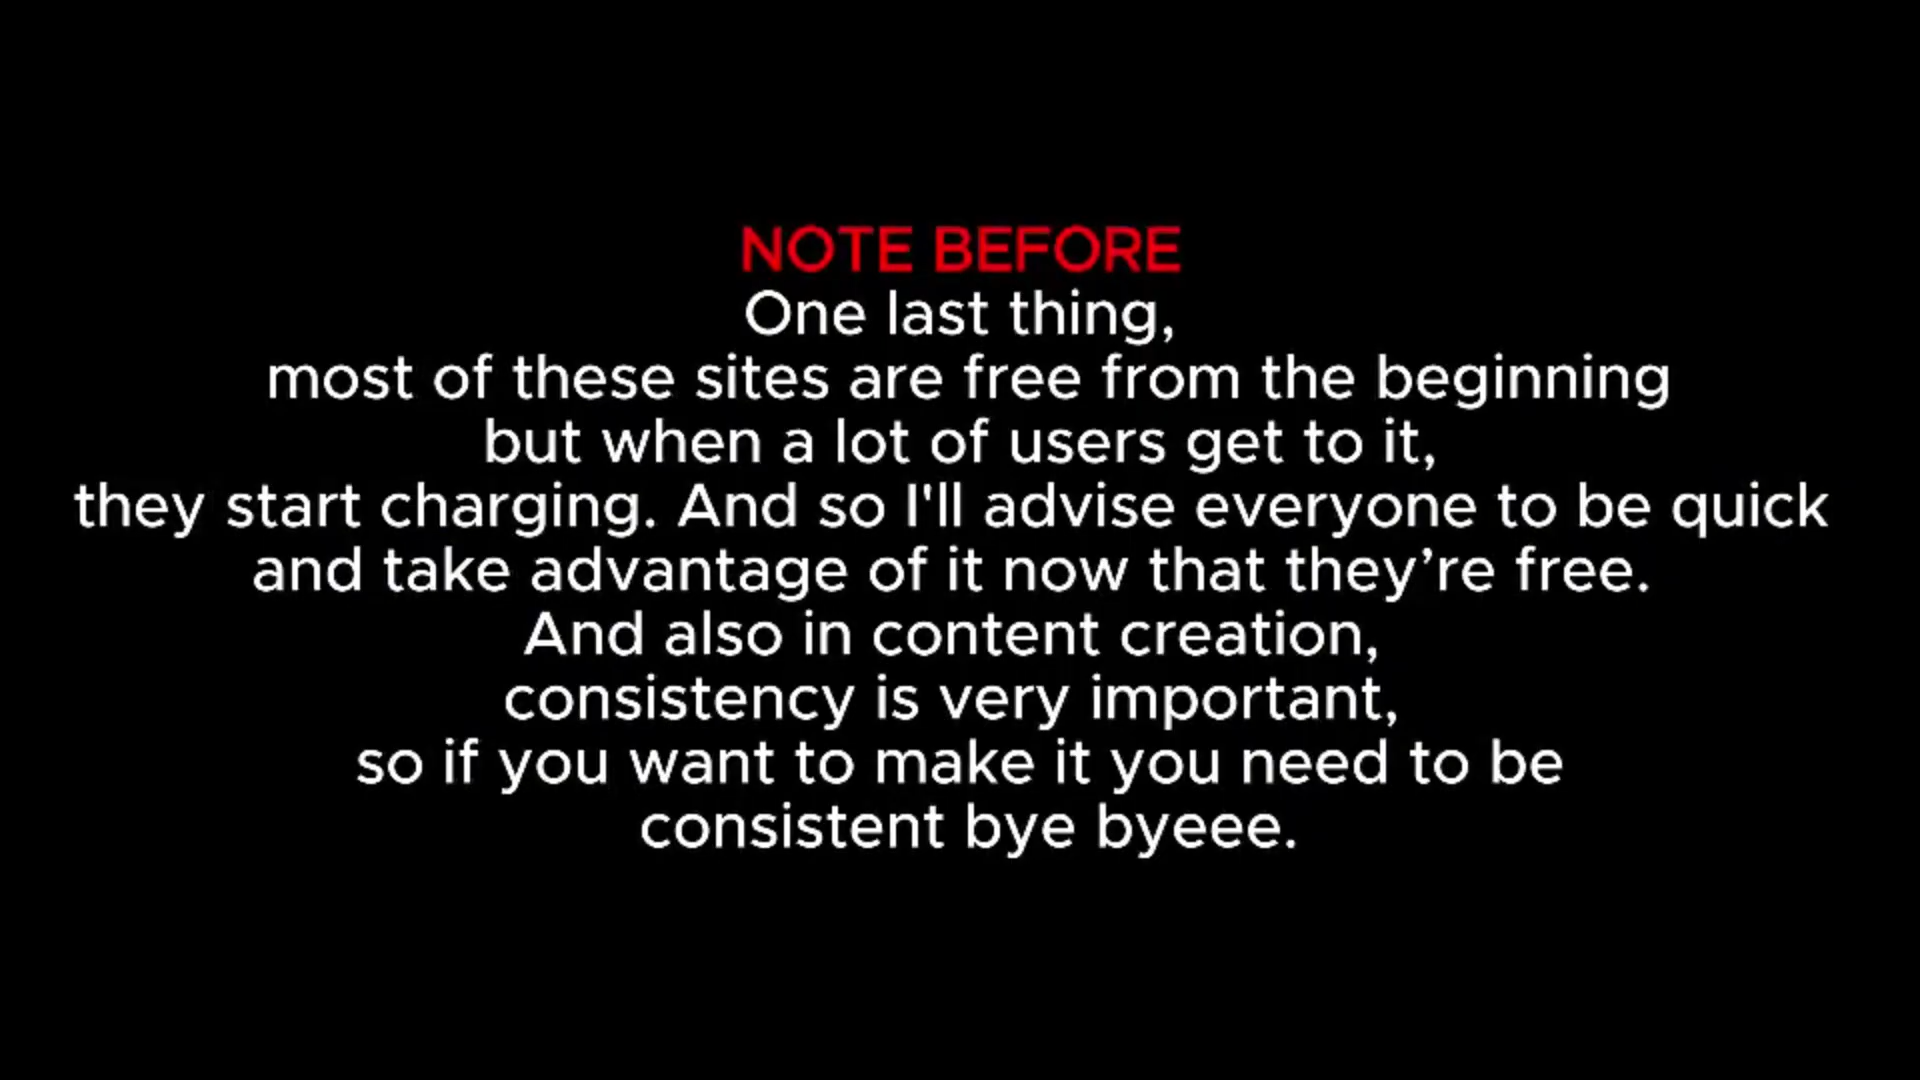 NOTE BEFORE
One last thing,
most of these sites are free from the beginning
but when a lot of users get to it,
they start charging. And so I'll advise everyone to be quick
and take advantage of it now that they’re free.
And also in content creation,
consistency is very important,
so if you want to make it you need to be
consistent bye byeee.